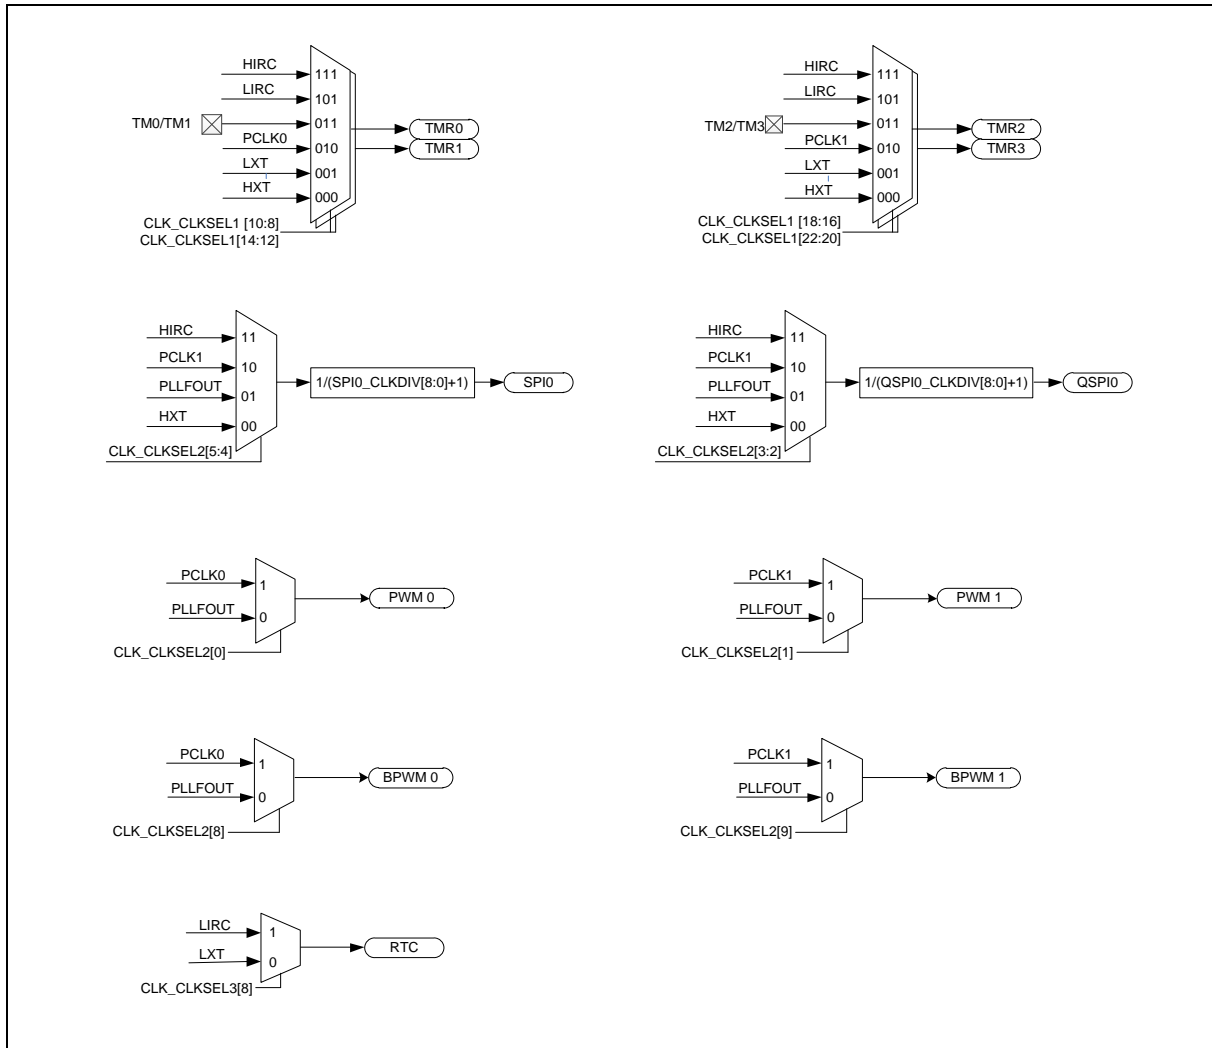 HIRC
111
LIRC
101
TM0/TM1
011
TMR0
PCLK0
010
TMR1
LXT
001
HXT
000
CLK_CLKSEL1 [10:8]
CLK_CLKSEL1[14:12]
HIRC
111
LIRC
101
TM2/TM3
011
TMR2
PCLK1
010
TMR3
LXT
001
HXT
000
CLK_CLKSEL1 [18:16]
CLK_CLKSEL1[22:20]
HIRC
11
PCLK1
10
1/(SPI0_CLKDIV[8:0]+1)
SPI0
PLLFOUT
01
HXT
00
CLK_CLKSEL2[5:4]
HIRC
11
PCLK1
10
1/(QSPI0_CLKDIV[8:0]+1)
QSPI0
PLLFOUT
01
HXT
00
CLK_CLKSEL2[3:2]
PCLK0
1
PWM 0
PLLFOUT
0
CLK_CLKSEL2[0]
PCLK1
1
PWM 1
PLLFOUT
0
CLK_CLKSEL2[1]
PCLK0
1
BPWM 0
PLLFOUT
0
CLK_CLKSEL2[8]
PCLK1
1
BPWM 1
PLLFOUT
0
CLK_CLKSEL2[9]
LIRC
1
RTC
LXT
0
CLK_CLKSEL3[8]